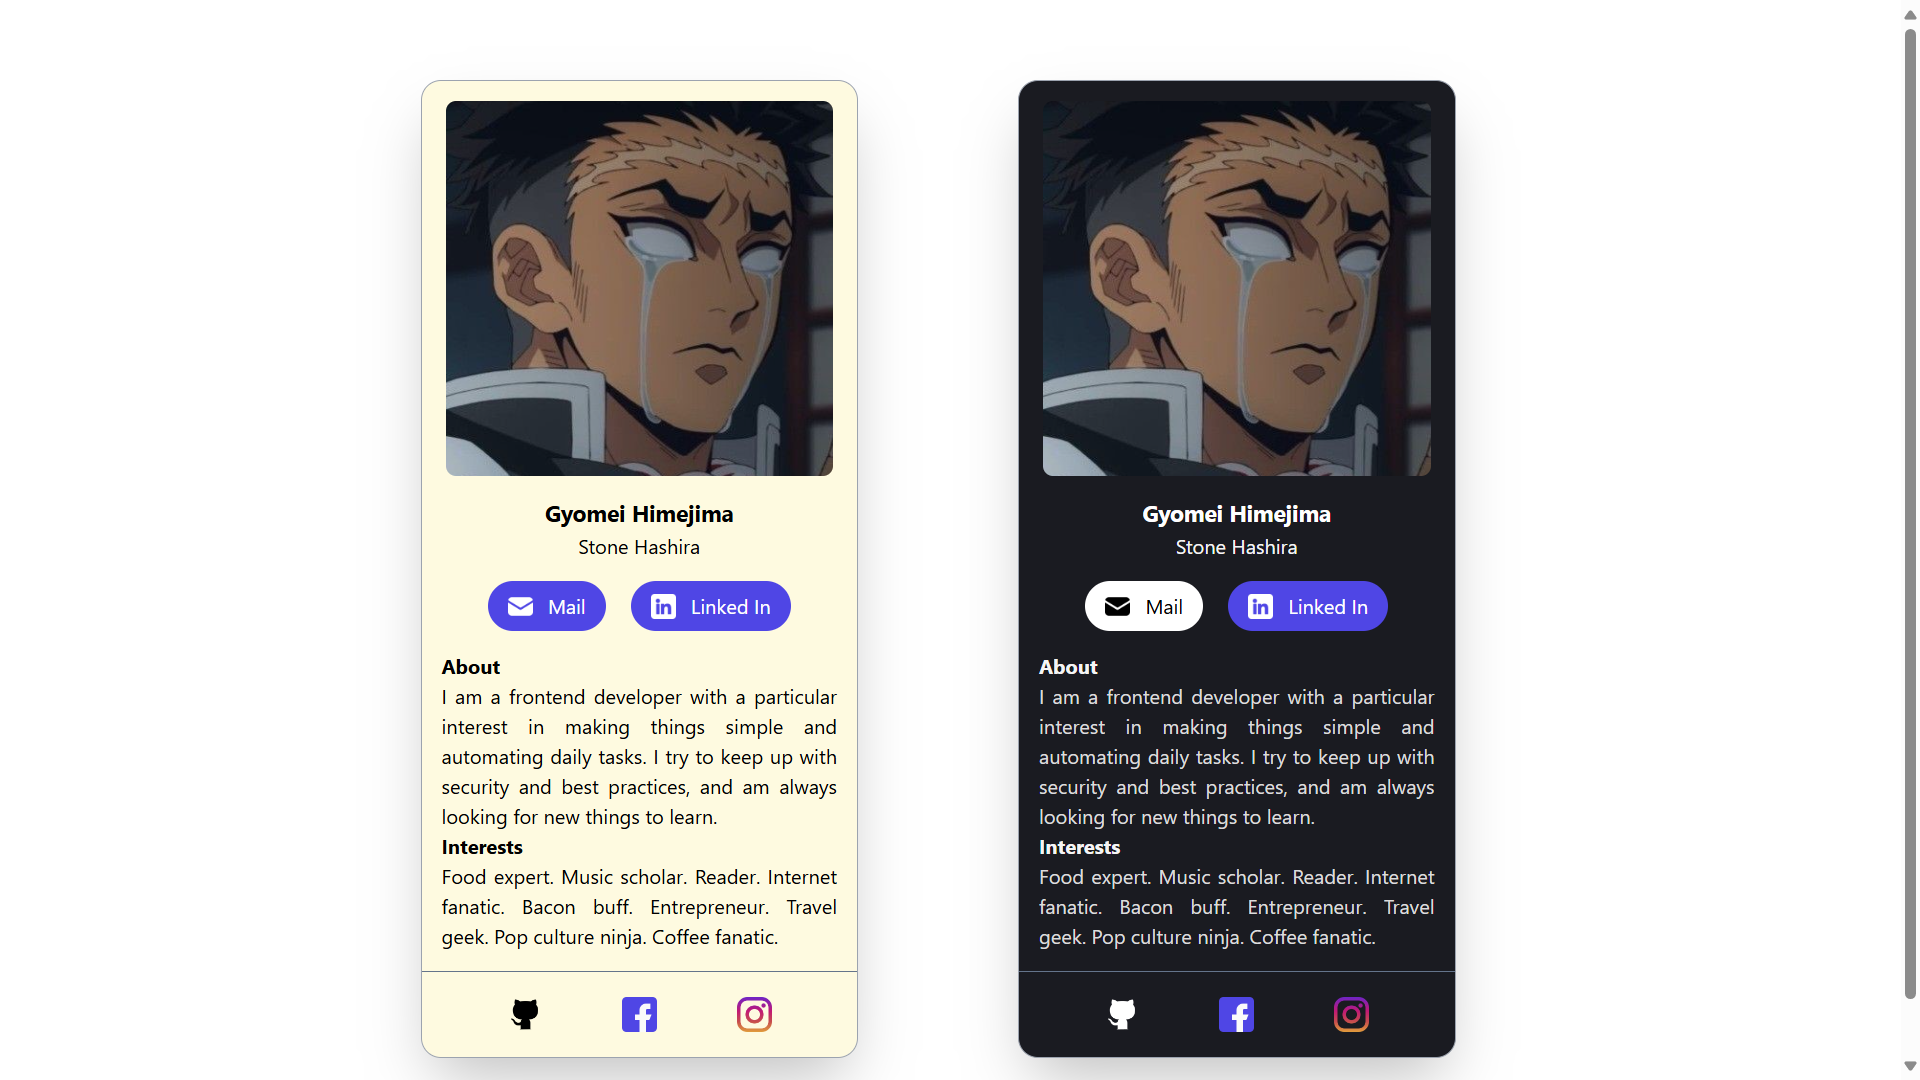 Gyomei Himejima
Stone Hashira
Mail
Linked In
About
I am a frontend developer with a particular
interest in making things simple and
automating daily tasks. I try to keep up with
security and best practices, and am always
looking for new things to learn.
Interests
Food expert. Music scholar. Reader. Internet
fanatic. Bacon buff. Entrepreneur. Travel
geek. Pop culture ninja. Coffee fanatic.
Gyomei Himejima
Stone Hashira
Mail
Linked In
About
I am a frontend developer with a particular
interest in making things simple and
automating daily tasks. I try to keep up with
security and best practices, and am always
looking for new things to learn.
Interests
Food expert. Music scholar. Reader. Internet
fanatic. Bacon buff. Entrepreneur. Travel
geek. Pop culture ninja. Coffee fanatic.